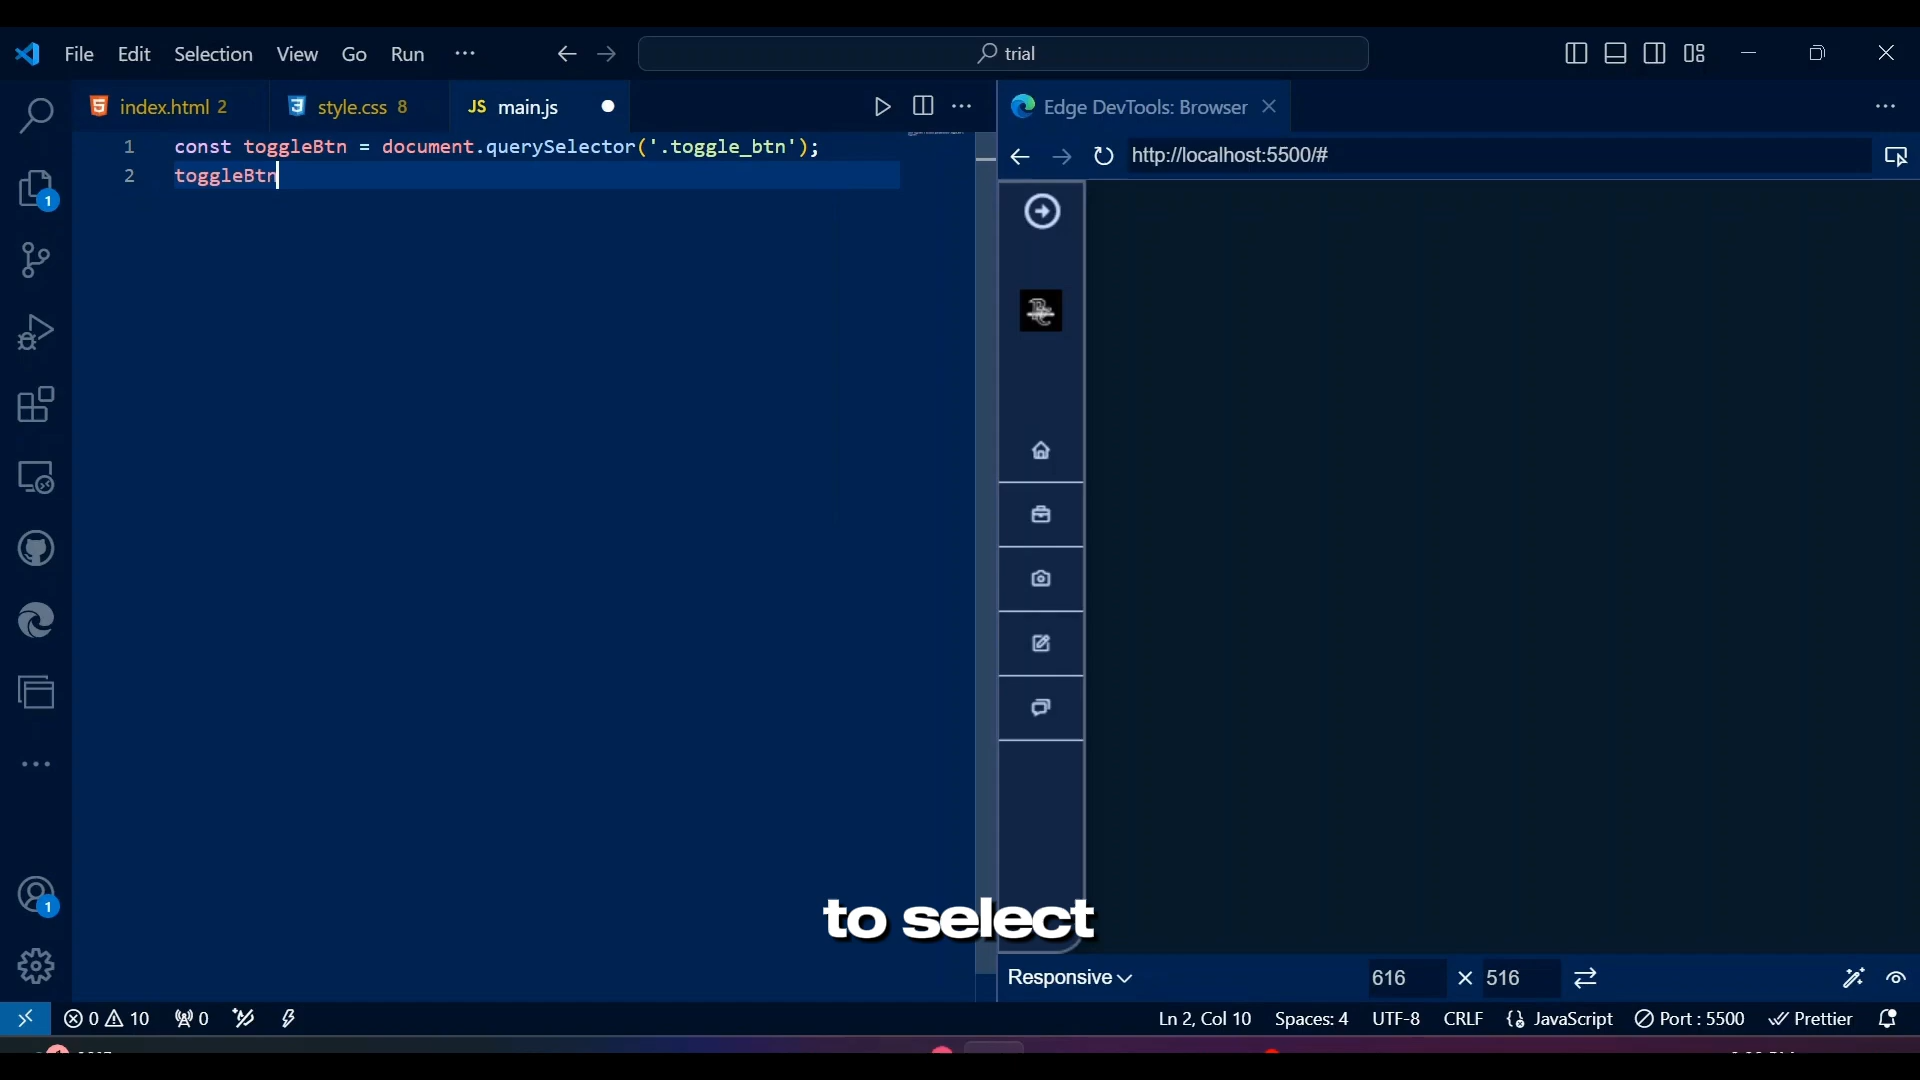 File Edit Selection View Go Run
trial
index.html 2
style.css 8
JS main.js
Edge DevTools: Browser
1 const toggleBtn = document.querySelector('.toggle_btn');
2 toggleBtn
http://localhost:5500/#
1
1
to select
Responsive
616 × 516
0 10 0
Ln 2, Col 10 Spaces: 4 UTF-8 CRLF JavaScript Port : 5500 Prettier